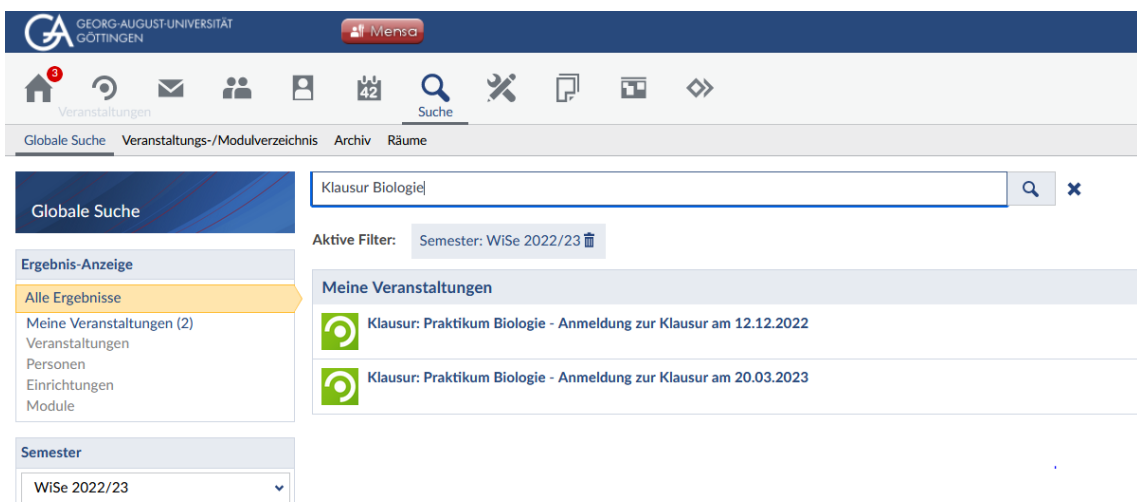 GEORG-AUGUST-UNIVERSITÄT
GÖTTINGEN
Mensa
3
42
Veranstaltungen
Suche
Globale Suche Veranstaltungs-/Modulverzeichnis Archiv Räume
Globale Suche
Klausur Biologie
Aktive Filter: Semester: WiSe 2022/23
Ergebnis-Anzeige
Alle Ergebnisse
Meine Veranstaltungen (2)
Veranstaltungen
Personen
Einrichtungen
Module
Meine Veranstaltungen
Klausur: Praktikum Biologie - Anmeldung zur Klausur am 12.12.2022
Klausur: Praktikum Biologie - Anmeldung zur Klausur am 20.03.2023
Semester
WiSe 2022/23